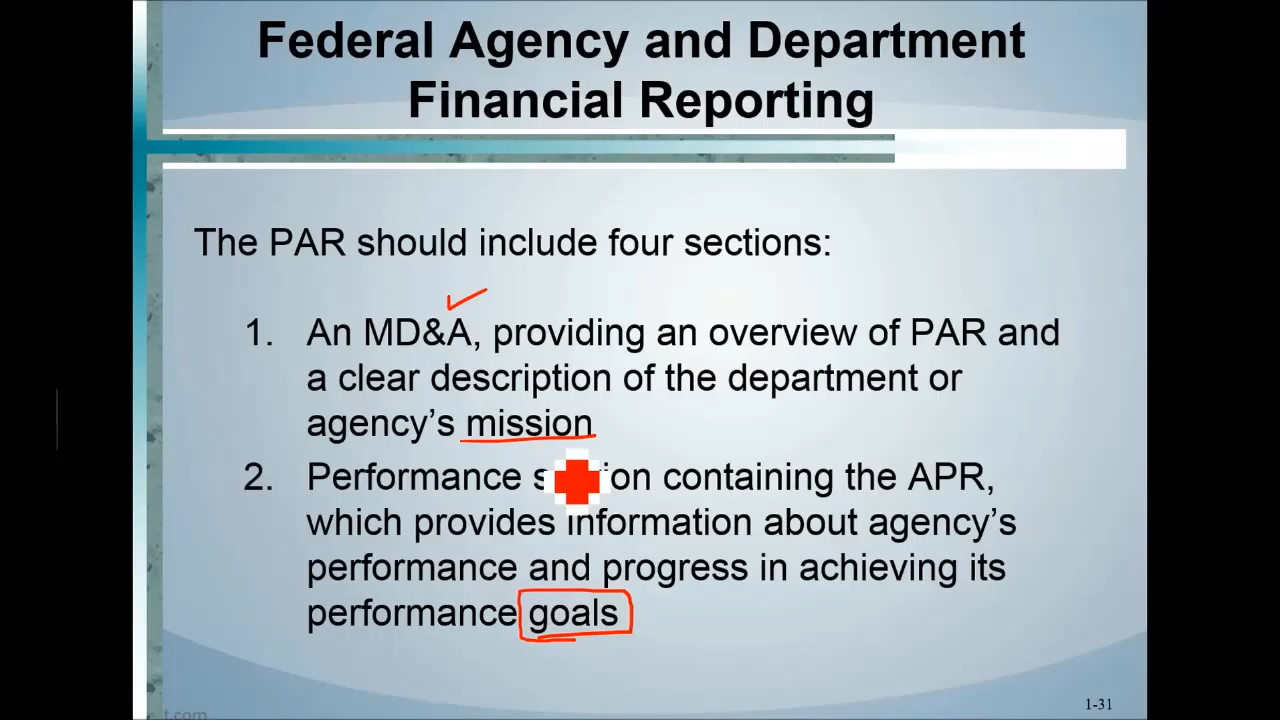 Federal Agency and Department
Financial Reporting
The PAR should include four sections:
1. An MD&A, providing an overview of PAR and
a clear description of the department or
agency's mission
2. Performance containing the APR,
which provides information about agency's
performance and progress in achieving its
performance goals
1-31
t.com